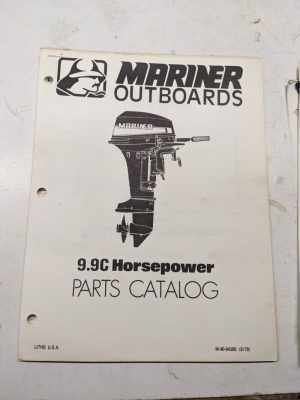 MARINER
OUTBOARDS
MARINER
9.9C Horsepower
PARTS CATALOG
LITHO U.S.A.